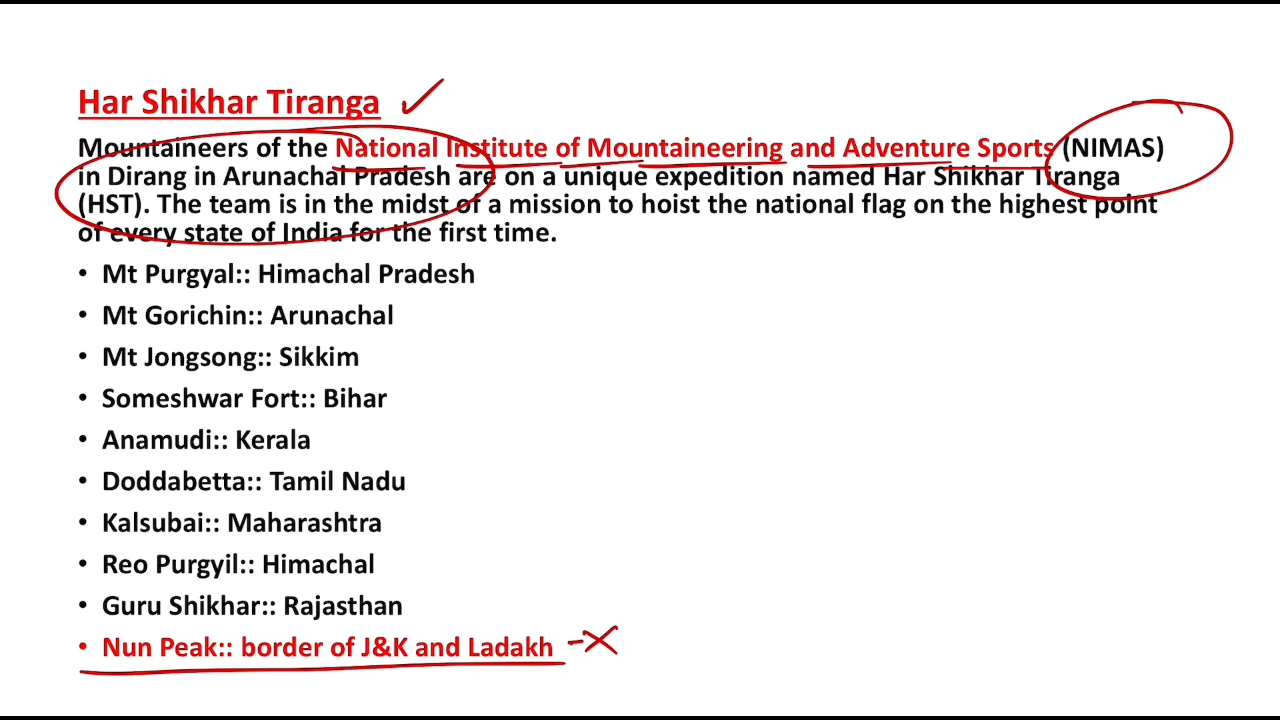 Har Shikhar Tiranga
Mountaineers of the National Institute of Mountaineering and Adventure Sports (NIMAS)
in Dirang in Arunachal Pradesh are on a unique expedition named Har Shikhar Tiranga
(HST). The team is in the midst of a mission to hoist the national flag on the highest point
of every state of India for the first time.
• Mt Purgyal:: Himachal Pradesh
• Mt Gorichin:: Arunachal
• Mt Jongsong:: Sikkim
• Someshwar Fort:: Bihar
• Anamudi:: Kerala
• Doddabetta:: Tamil Nadu
• Kalsubai:: Maharashtra
• Reo Purgyil:: Himachal
• Guru Shikhar:: Rajasthan
• Nun Peak:: border of J&K and Ladakh